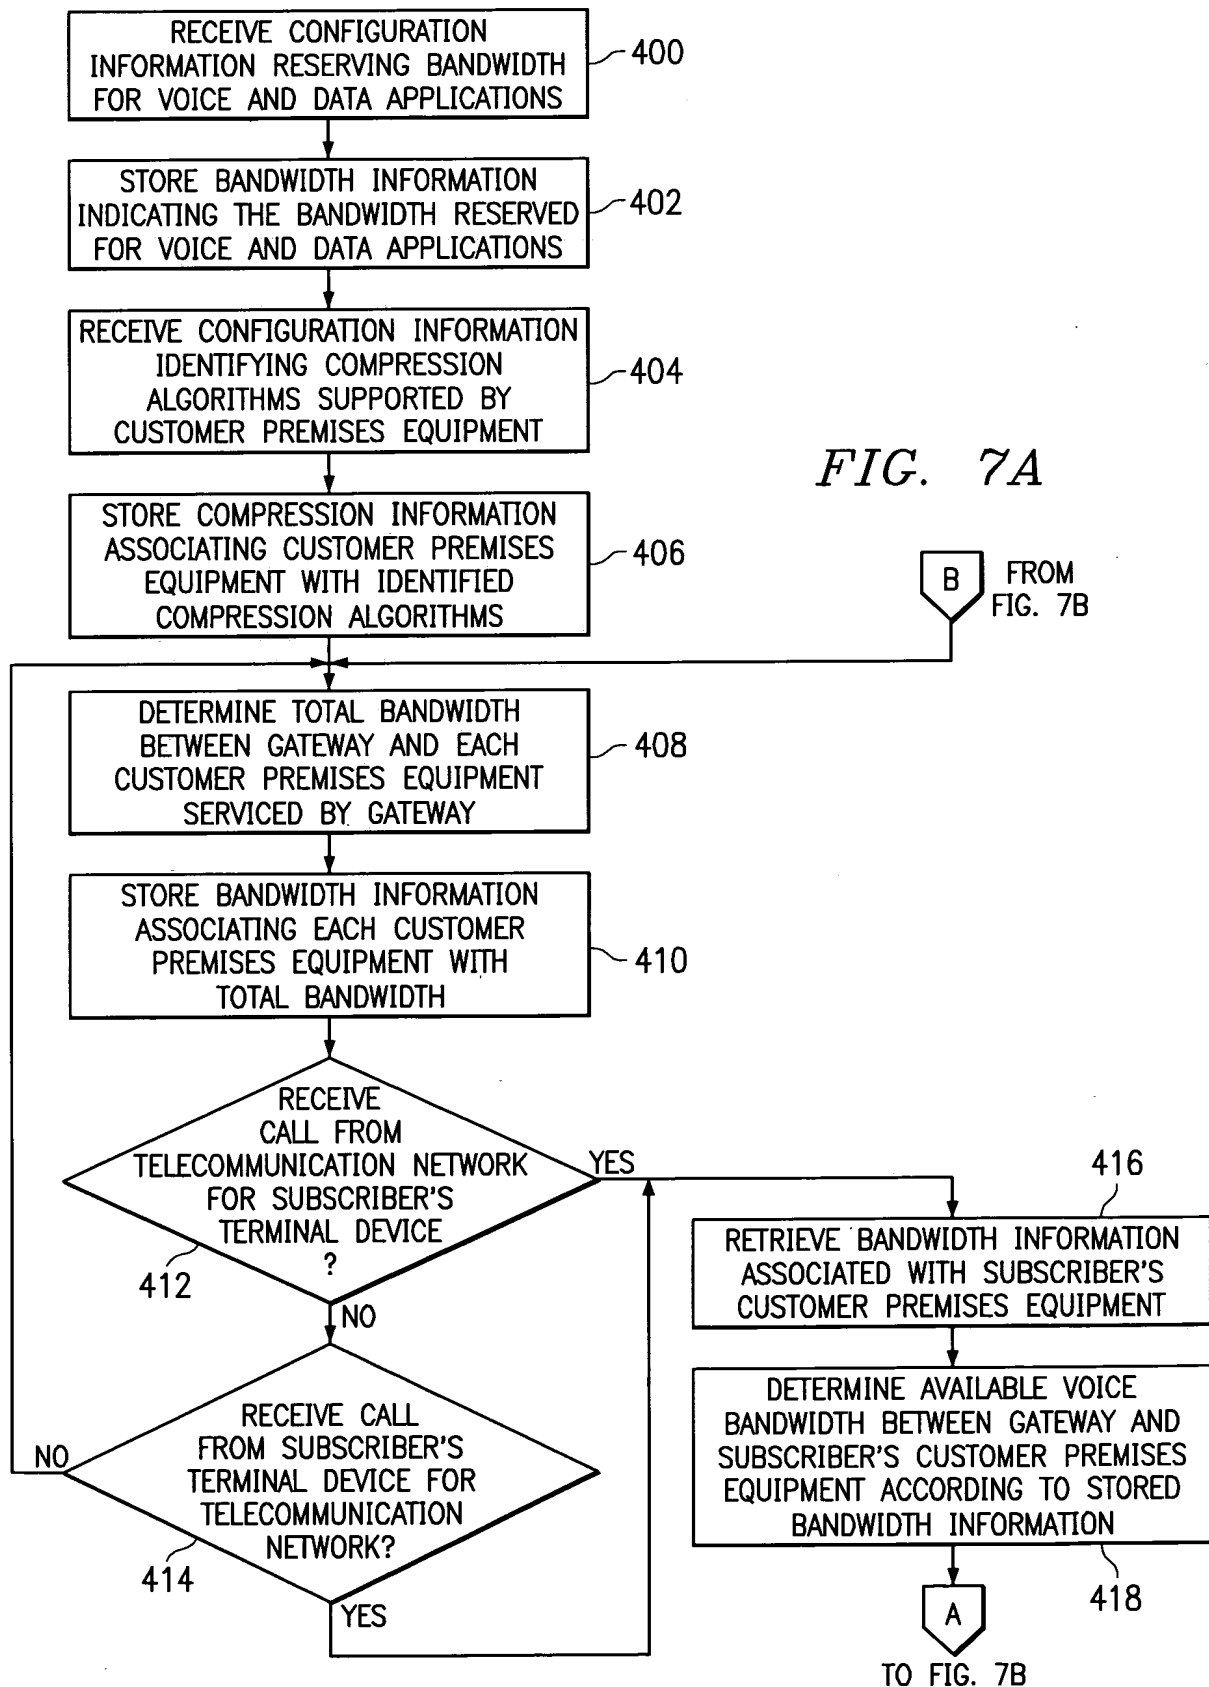 RECEIVE CONFIGURATION
INFORMATION RESERVING BANDWIDTH
FOR VOICE AND DATA APPLICATIONS
400
STORE BANDWIDTH INFORMATION
INDICATING THE BANDWIDTH RESERVED
FOR VOICE AND DATA APPLICATIONS
402
RECEIVE CONFIGURATION INFORMATION
IDENTIFYING COMPRESSION
ALGORITHMS SUPPORTED BY
CUSTOMER PREMISES EQUIPMENT
404
FIG. 7A
STORE COMPRESSION INFORMATION
ASSOCIATING CUSTOMER PREMISES
EQUIPMENT WITH IDENTIFIED
COMPRESSION ALGORITHMS
406
B
FROM
FIG. 7B
DETERMINE TOTAL BANDWIDTH
BETWEEN GATEWAY AND EACH
CUSTOMER PREMISES EQUIPMENT
SERVICED BY GATEWAY
408
STORE BANDWIDTH INFORMATION
ASSOCIATING EACH CUSTOMER
PREMISES EQUIPMENT WITH
TOTAL BANDWIDTH
410
RECEIVE
CALL FROM
TELECOMMUNICATION NETWORK
FOR SUBSCRIBER'S
TERMINAL DEVICE
?
412
YES
NO
RECEIVE CALL
FROM SUBSCRIBER'S
TERMINAL DEVICE FOR
TELECOMMUNICATION
NETWORK?
414
NO
YES
416
RETRIEVE BANDWIDTH INFORMATION
ASSOCIATED WITH SUBSCRIBER'S
CUSTOMER PREMISES EQUIPMENT
DETERMINE AVAILABLE VOICE
BANDWIDTH BETWEEN GATEWAY AND
SUBSCRIBER'S CUSTOMER PREMISES
EQUIPMENT ACCORDING TO STORED
BANDWIDTH INFORMATION
418
A
TO FIG. 7B